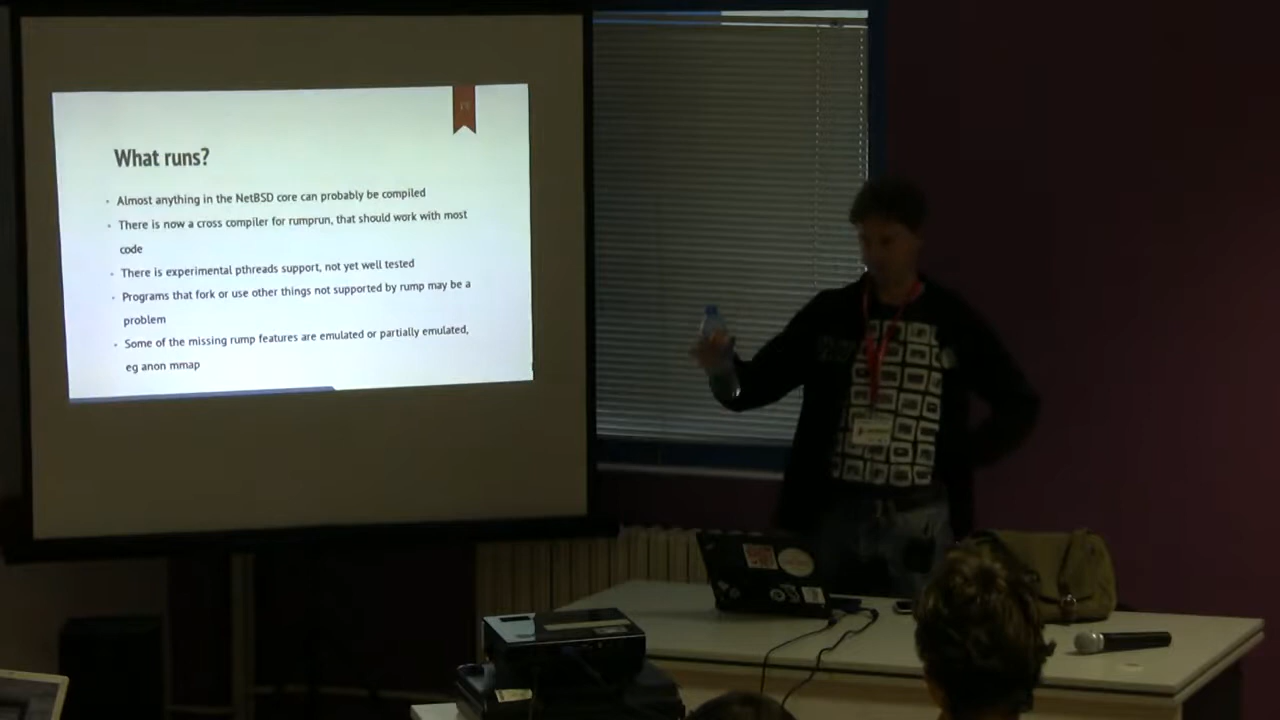 What runs?
Almost anything in the NetBSD core can probably be compiled
There is now a cross compiler for rumprun, that should work with most
code
There is experimental pthreads support, not yet well tested
Programs that fork or use other things not supported by rump may be a
problem
Some of the missing rump features are emulated or partially emulated,
eg anon mmap